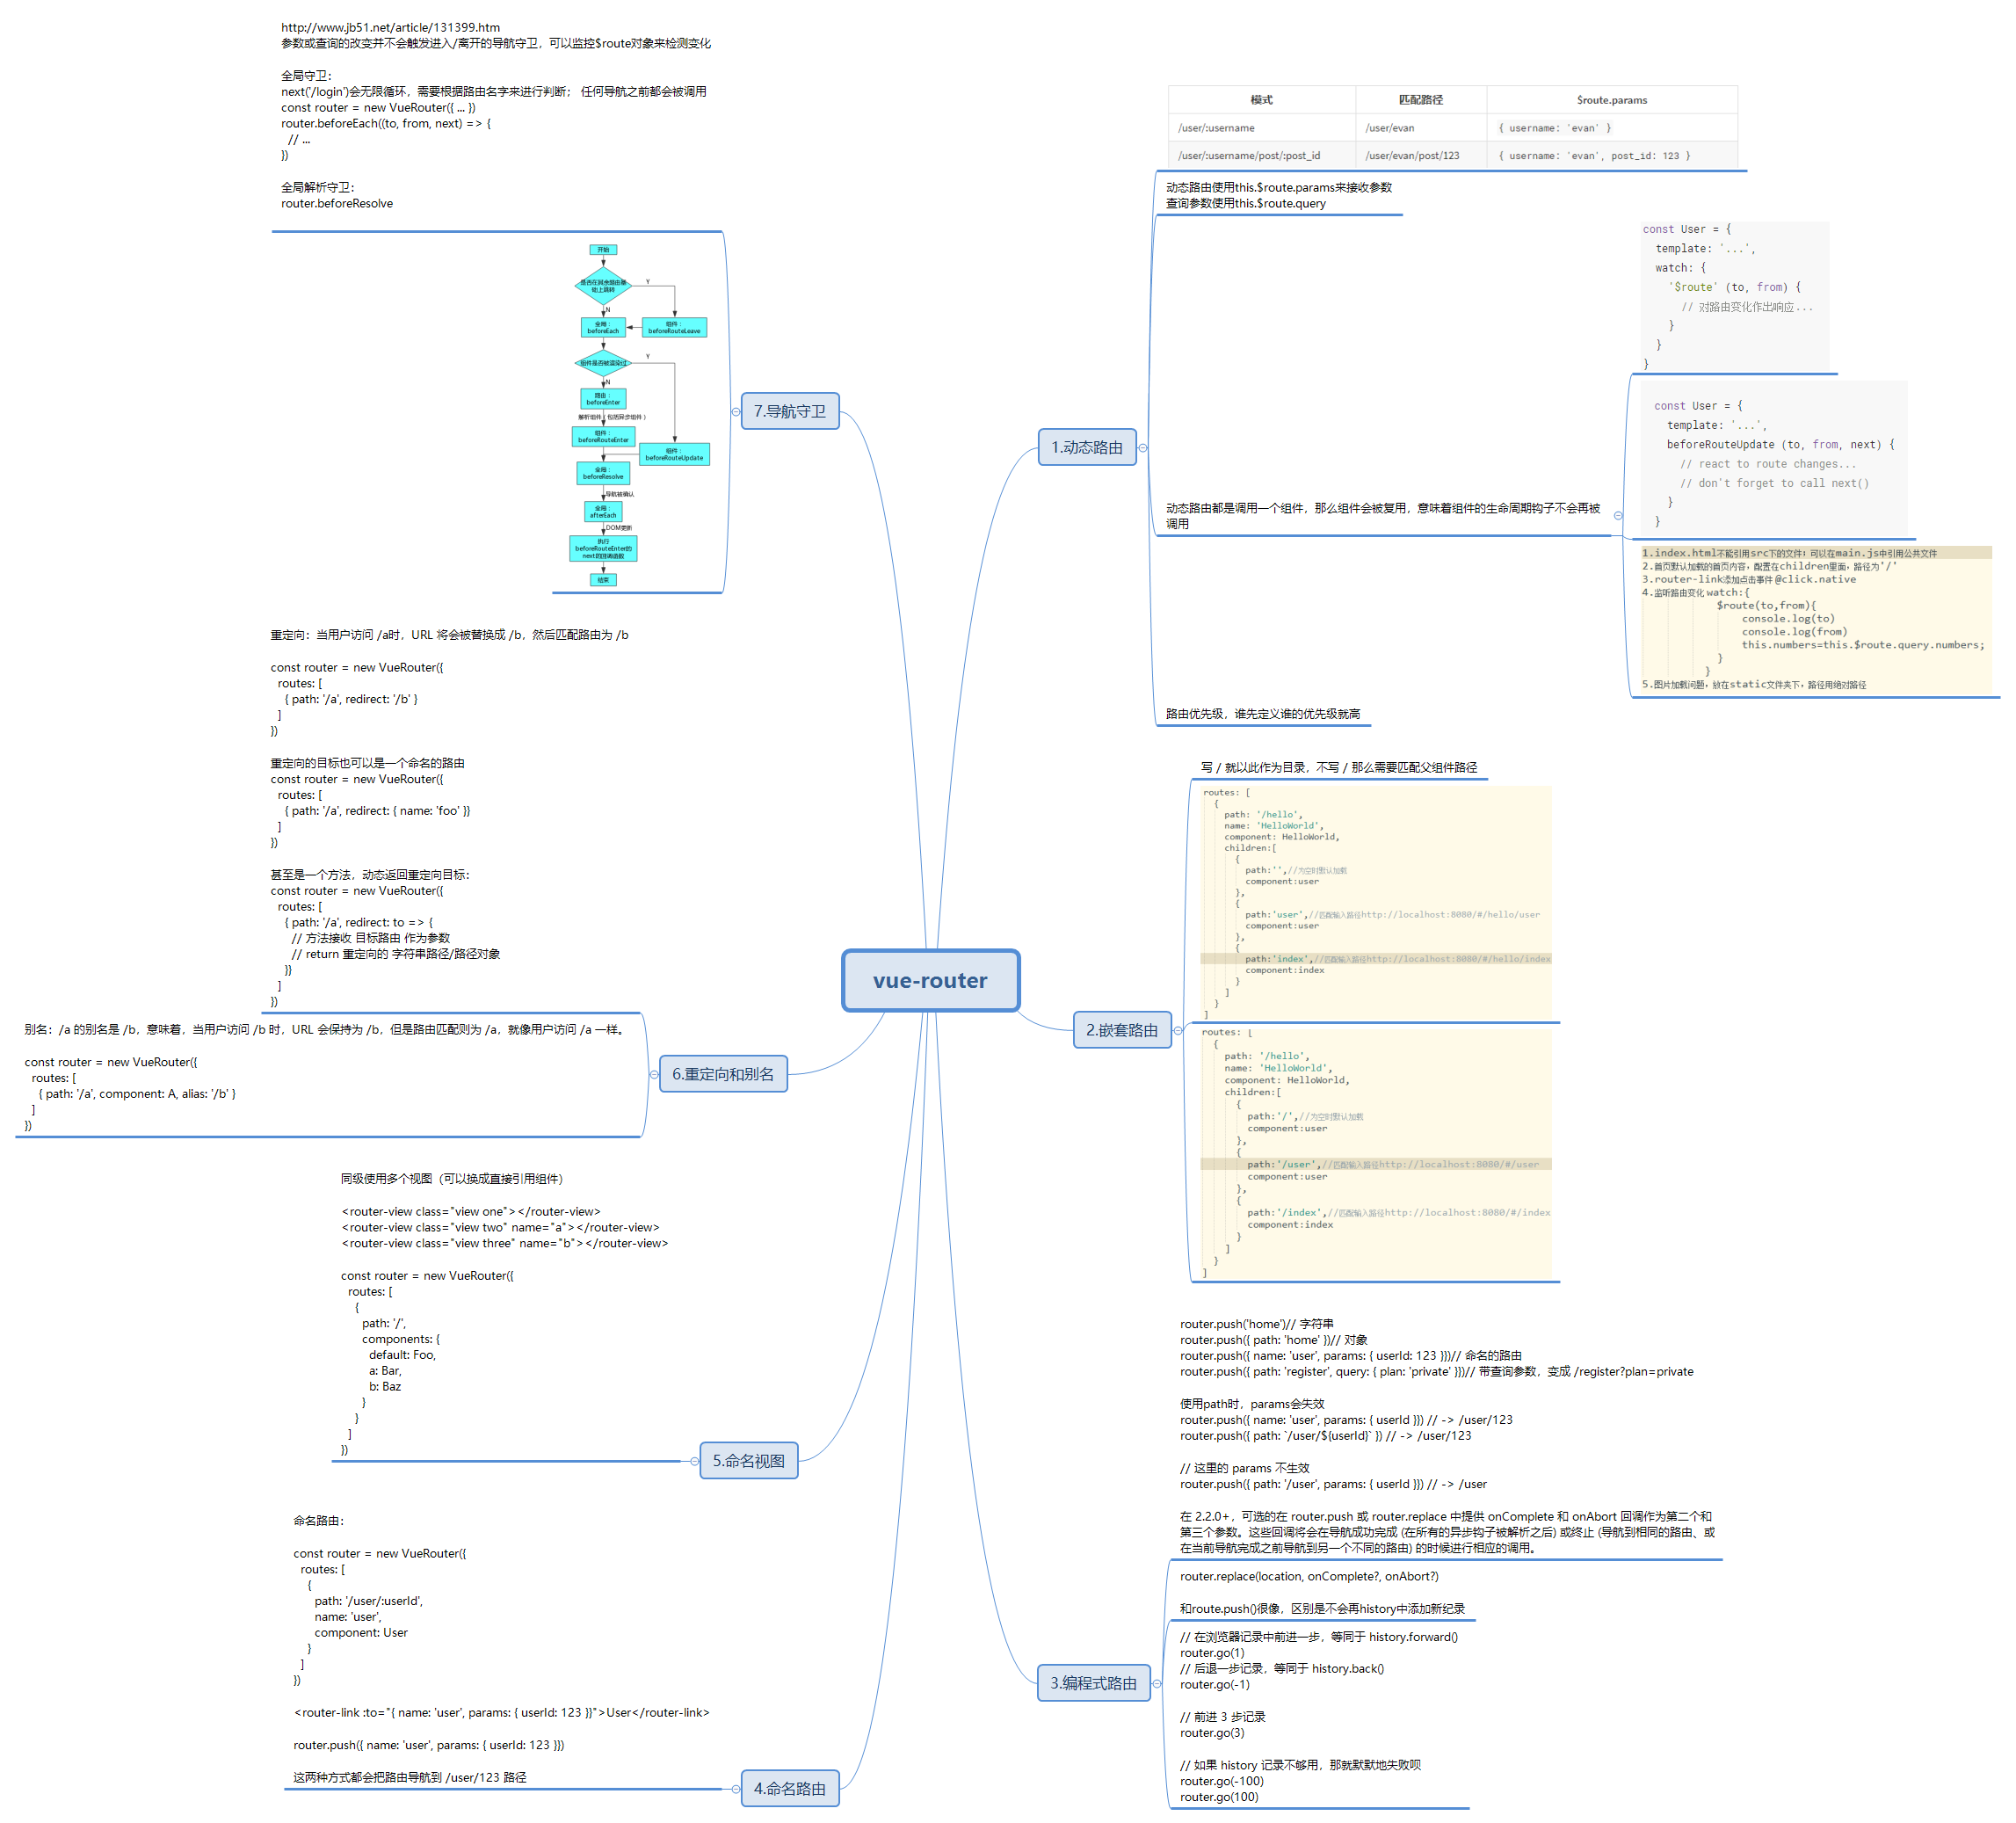 vue-router
1.动态路由
模式 匹配路径 $route.params
/user/:username /user/evan { username: 'evan' }
/user/:username/post/:post_id /user/evan/post/123 { username: 'evan', post_id: 123 }
动态路由使用this.$route.params来接收参数
查询参数使用this.$route.query
动态路由都是调用一个组件，那么组件会被复用，意味着组件的生命周期钩子不会再被
调用
const User = {
template: '...',
watch: {
'$route' (to, from) {
// 对路由变化作出响应...
}
}
}
const User = {
template: '...',
beforeRouteUpdate (to, from, next) {
// react to route changes...
// don't forget to call next()
}
}
1.index.html不能引用src下的文件；可以在main.js中引用公共文件
2.首页默认加载的首页内容，配置在children里面，路径为'/'
3.router-link添加点击事件 @click.native
4.监听路由变化 watch:{
$route(to,from){
console.log(to)
console.log(from)
this.numbers=this.$route.query.numbers;
}
}
5.图片加载问题，放在static文件夹下，路径用绝对路径
路由优先级，谁先定义谁的优先级就高
2.嵌套路由
写 / 就以此作为目录，不写 / 那么需要匹配父组件路径
routes: [
{
path: '/hello',
name: 'HelloWorld',
component: HelloWorld,
children:[
{
path:'',//为空时默认加载
component:user
},
{
path:'user',//匹配输入路径http://localhost:8080/#/hello/user
component:user
},
{
path:'index',//匹配输入路径http://localhost:8080/#/hello/index
component:index
}
]
}
]
routes: [
{
path: '/hello',
name: 'HelloWorld',
component: HelloWorld,
children:[
{
path:'/',//为空时默认加载
component:user
},
{
path:'/user',//匹配输入路径http://localhost:8080/#/user
component:user
},
{
path:'/index',//匹配输入路径http://localhost:8080/#/index
component:index
}
]
}
]
3.编程式路由
router.push('home')// 字符串
router.push({ path: 'home' })// 对象
router.push({ name: 'user', params: { userId: 123 }})// 命名的路由
router.push({ path: 'register', query: { plan: 'private' }})// 带查询参数，变成 /register?plan=private
使用path时，params会失效
router.push({ name: 'user', params: { userId }}) // -> /user/123
router.push({ path: `/user/${userId}` }) // -> /user/123
// 这里的 params 不生效
router.push({ path: '/user', params: { userId }}) // -> /user
在 2.2.0+，可选的在 router.push 或 router.replace 中提供 onComplete 和 onAbort 回调作为第二个和
第三个参数。这些回调将会在导航成功完成 (在所有的异步钩子被解析之后) 或终止 (导航到相同的路由、或
在当前导航完成之前导航到另一个不同的路由) 的时候进行相应的调用。
router.replace(location, onComplete?, onAbort?)
和route.push()很像，区别是不会再history中添加新纪录
// 在浏览器记录中前进一步，等同于 history.forward()
router.go(1)
// 后退一步记录，等同于 history.back()
router.go(-1)
// 前进 3 步记录
router.go(3)
// 如果 history 记录不够用，那就默默地失败呗
router.go(-100)
router.go(100)
4.命名路由
命名路由：
const router = new VueRouter({
routes: [
{
path: '/user/:userId',
name: 'user',
component: User
}
]
})
<router-link :to="{ name: 'user', params: { userId: 123 }}">User</router-link>
router.push({ name: 'user', params: { userId: 123 }})
这两种方式都会把路由导航到 /user/123 路径
5.命名视图
同级使用多个视图（可以换成直接引用组件）
<router-view class="view one"></router-view>
<router-view class="view two" name="a"></router-view>
<router-view class="view three" name="b"></router-view>
const router = new VueRouter({
routes: [
{
path: '/',
components: {
default: Foo,
a: Bar,
b: Baz
}
}
]
})
6.重定向和别名
重定向：当用户访问 /a时，URL 将会被替换成 /b，然后匹配路由为 /b
const router = new VueRouter({
routes: [
{ path: '/a', redirect: '/b' }
]
})
重定向的目标也可以是一个命名的路由
const router = new VueRouter({
routes: [
{ path: '/a', redirect: { name: 'foo' }}
]
})
甚至是一个方法，动态返回重定向目标：
const router = new VueRouter({
routes: [
{ path: '/a', redirect: to => {
// 方法接收 目标路由 作为参数
// return 重定向的 字符串路径/路径对象
}}
]
})
别名：/a 的别名是 /b，意味着，当用户访问 /b 时，URL 会保持为 /b，但是路由匹配则为 /a，就像用户访问 /a 一样。
const router = new VueRouter({
routes: [
{ path: '/a', component: A, alias: '/b' }
]
})
7.导航守卫
http://www.jb51.net/article/131399.htm
参数或查询的改变并不会触发进入/离开的导航守卫，可以监控$route对象来检测变化
全局守卫：
next('/login')会无限循环，需要根据路由名字来进行判断； 任何导航之前都会被调用
const router = new VueRouter({ ... })
router.beforeEach((to, from, next) => {
// ...
})
全局解析守卫：
router.beforeResolve
开始
是否在其余路由基
础上跳转
Y
N
全局：
beforeEach
组件：
beforeRouteLeave
组件是否被渲染过
Y
N
路由：
beforeEnter
解析组件（包括异步组件）
组件：
beforeRouteEnter
组件：
beforeRouteUpdate
全局：
beforeResolve
导航被确认
全局：
afterEach
DOM更新
执行
beforeRouteEnter的
next的回调函数
结束